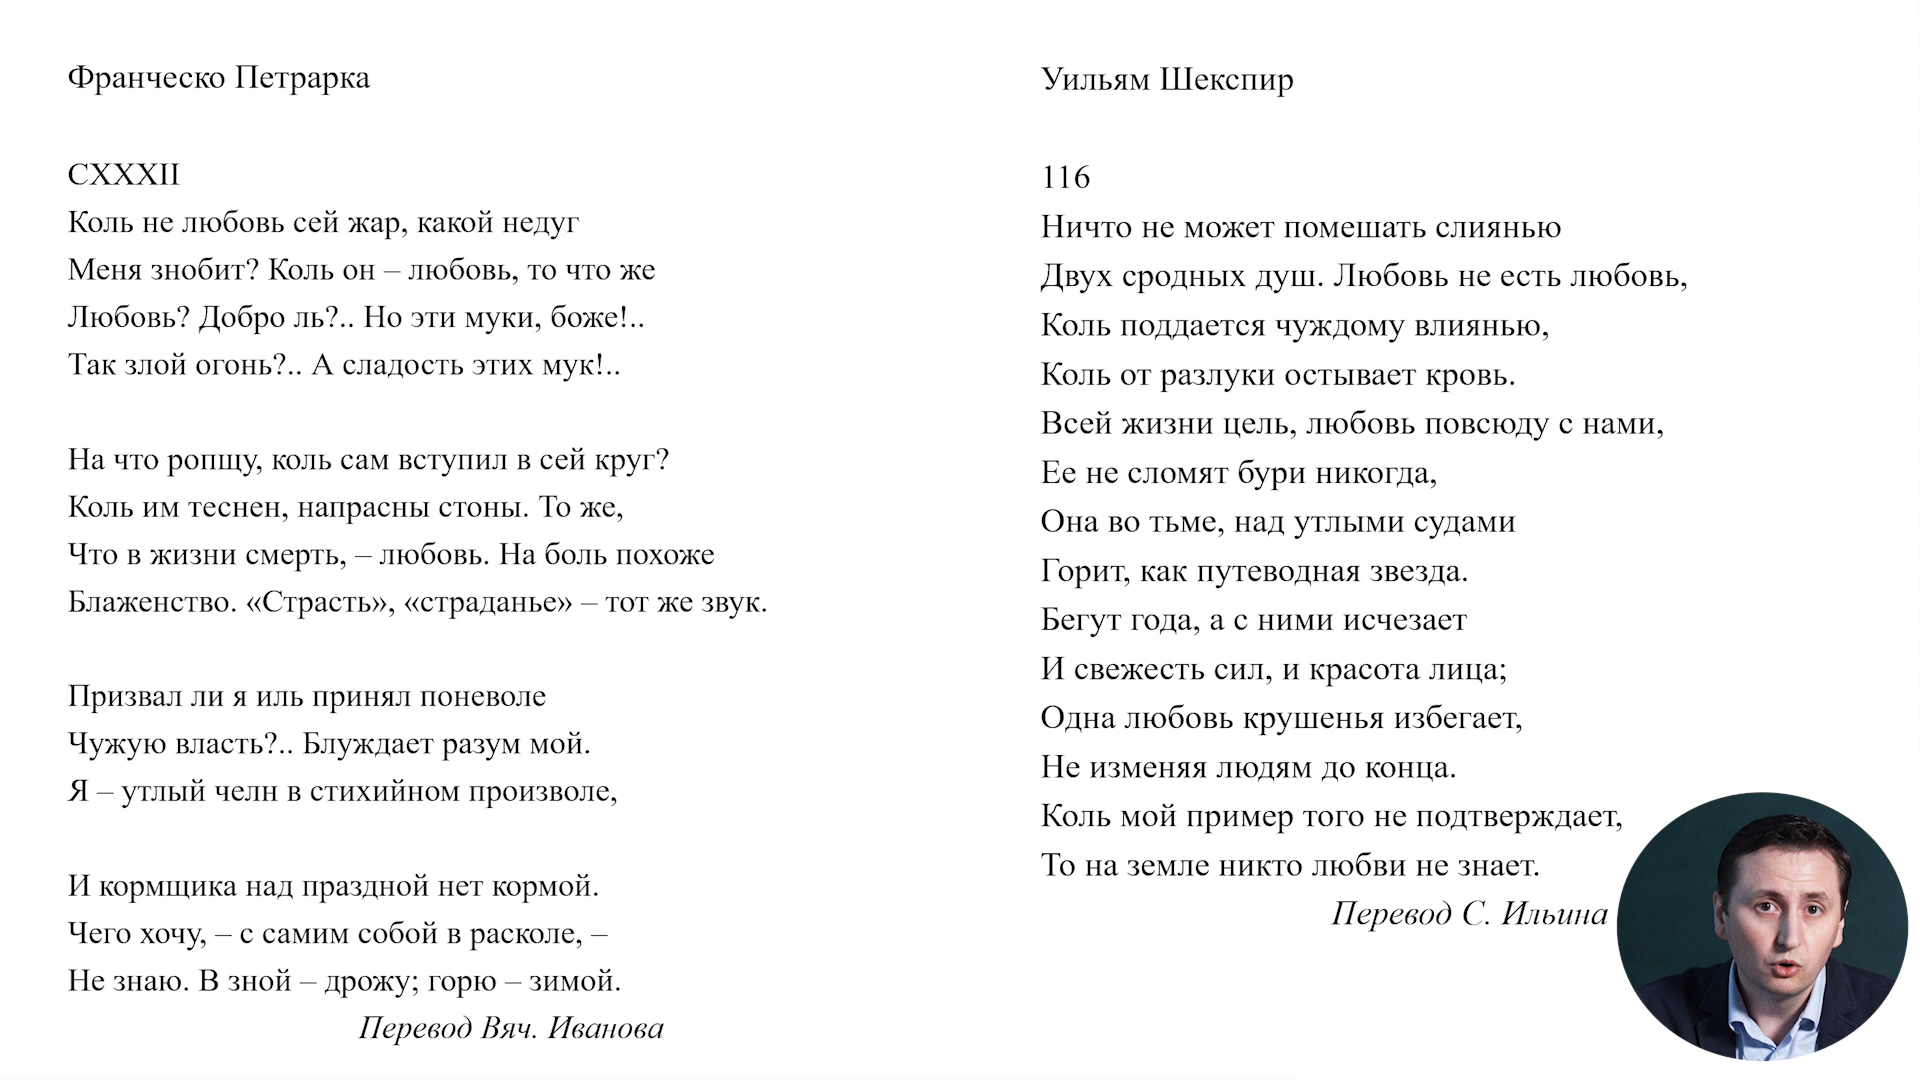 Франческо Петрарка
CXXXII
Коль не любовь сей жар, какой недуг
Меня знобит? Коль он – любовь, то что же
Любовь? Добро ль?.. Но эти муки, боже!..
Так злой огонь?.. А сладость этих мук!..
На что ропщу, коль сам вступил в сей круг?
Коль им теснен, напрасны стоны. То же,
Что в жизни смерть, – любовь. На боль похоже
Блаженство. «Страсть», «страданье» – тот же звук.
Призвал ли я иль принял поневоле
Чужую власть?.. Блуждает разум мой.
Я – утлый челн в стихийном произволе,
И кормщика над праздной нет кормой.
Чего хочу, – с самим собой в расколе, –
Не знаю. В зной – дрожу; горю – зимой.
Перевод Вяч. Иванова
Уильям Шекспир
116
Ничто не может помешать слиянью
Двух сродных душ. Любовь не есть любовь,
Коль поддается чуждому влиянью,
Коль от разлуки остывает кровь.
Всей жизни цель, любовь повсюду с нами,
Ее не сломят бури никогда,
Она во тьме, над утлыми судами
Горит, как путеводная звезда.
Бегут года, а с ними исчезает
И свежесть сил, и красота лица;
Одна любовь крушенья избегает,
Не изменяя людям до конца.
Коль мой пример того не подтверждает,
То на земле никто любви не знает.
Перевод С. Ильина